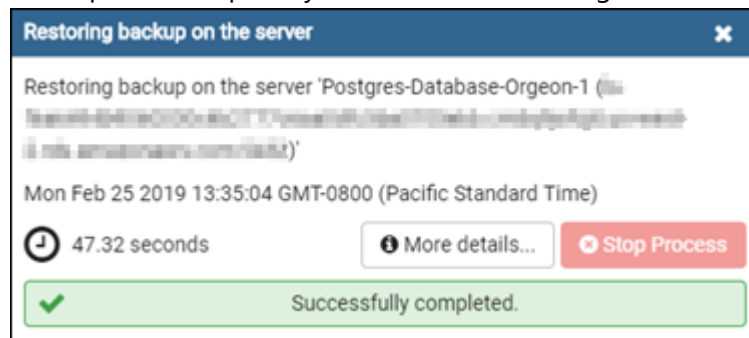 Restoring backup on the server
Restoring backup on the server 'Postgres-Database-Orgeon-1 (
)'
Mon Feb 25 2019 13:35:04 GMT-0800 (Pacific Standard Time)
47.32 seconds
More details...
Stop Process
Successfully completed.